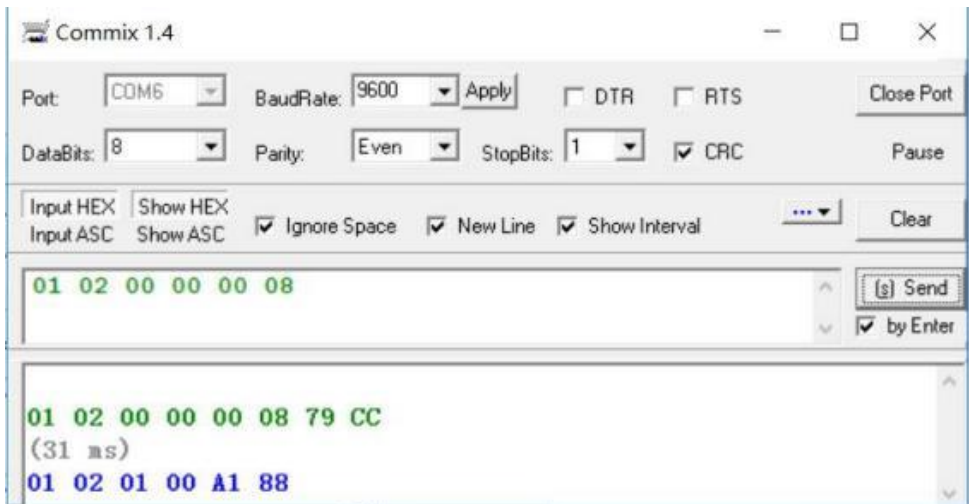 Commix 1.4
Port: COM6 BaudRate: 9600 Apply DTR RTS Close Port
DataBits: 8 Parity: Even StopBits: 1 CRC Pause
Input HEX Show HEX
Input ASC Show ASC
Ignore Space New Line Show Interval ... Clear
01 02 00 00 00 08
(s) Send
by Enter
01 02 00 00 00 08 79 CC
(31 ms)
01 02 01 00 A1 88